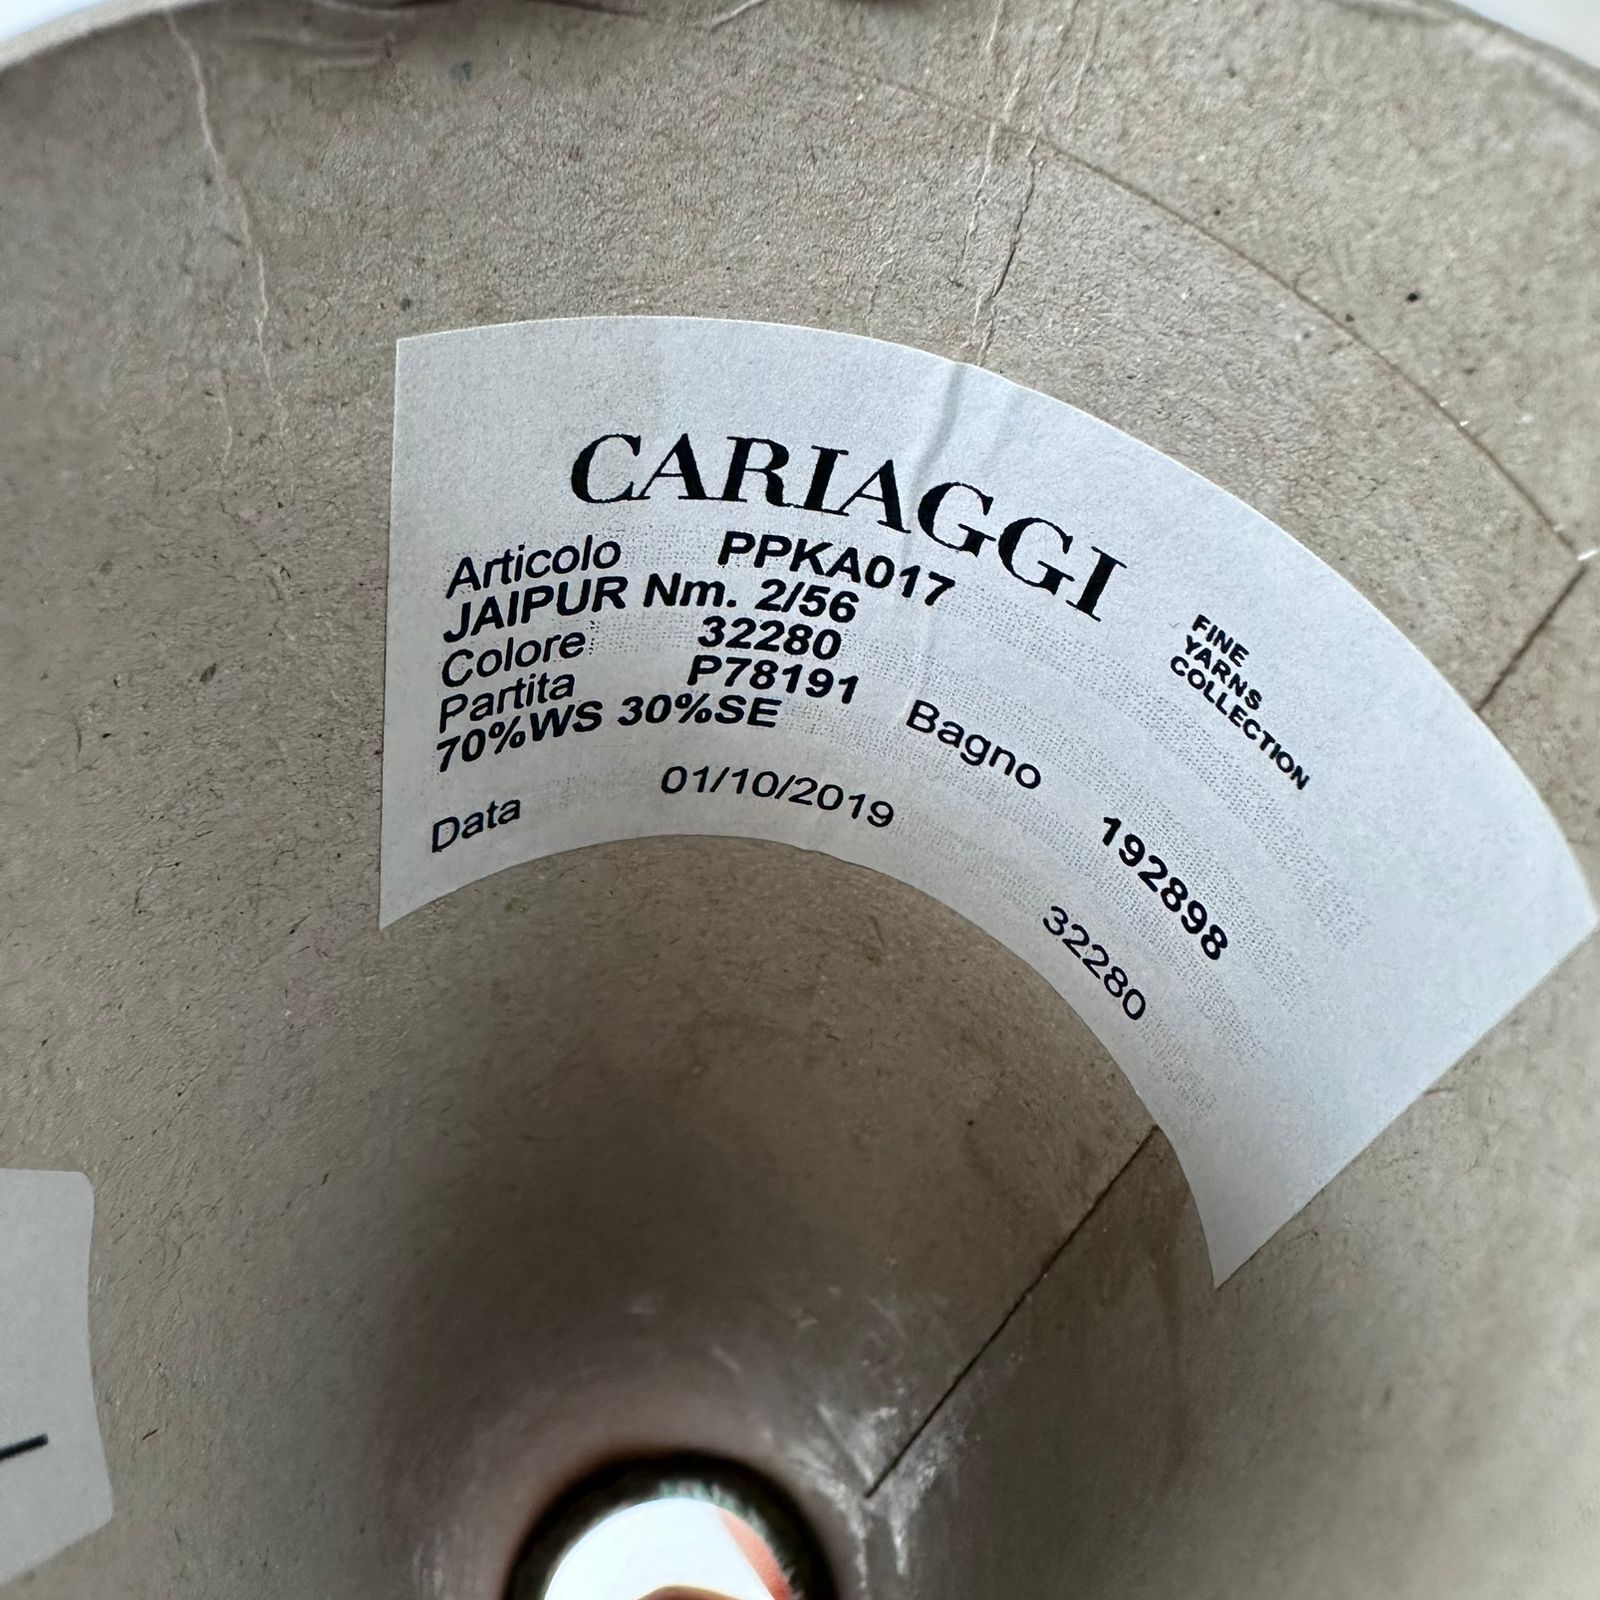 CARIAGGI
FINE
YARNS
COLLECTION
Articolo PPKA017
JAIPUR Nm. 2/56
Colore 32280
Partita P78191 Bagno 192898
70%WS 30%SE
Data 01/10/2019 32280